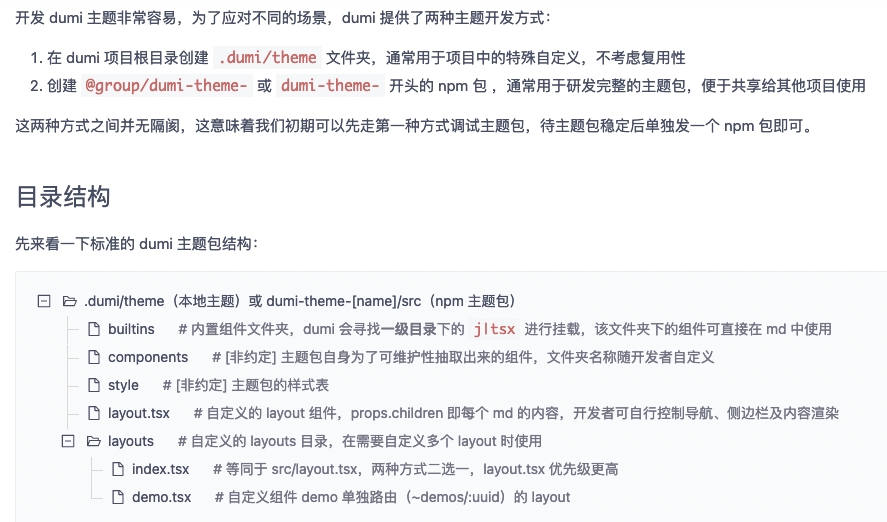 开发 dumi 主题非常容易，为了应对不同的场景，dumi 提供了两种主题开发方式：
1. 在 dumi 项目根目录创建 .dumi/theme 文件夹，通常用于项目中的特殊自定义，不考虑复用性
2. 创建 @group/dumi-theme- 或 dumi-theme- 开头的 npm 包 ，通常用于研发完整的主题包，便于共享给其他项目使用
这两种方式之间并无隔阂，这意味着我们初期可以先走第一种方式调试主题包，待主题包稳定后单独发一个 npm 包即可。
目录结构
先来看一下标准的 dumi 主题包结构：
.dumi/theme（本地主题）或 dumi-theme-[name]/src（npm 主题包）
builtins # 内置组件文件夹，dumi 会寻找一级目录下的 j|tsx 进行挂载，该文件夹下的组件可直接在 md 中使用
components # [非约定] 主题包自身为了可维护性抽取出来的组件，文件夹名称随开发者自定义
style # [非约定] 主题包的样式表
layout.tsx # 自定义的 layout 组件，props.children 即每个 md 的内容，开发者可自行控制导航、侧边栏及内容渲染
layouts # 自定义的 layouts 目录，在需要自定义多个 layout 时使用
index.tsx # 等同于 src/layout.tsx，两种方式二选一，layout.tsx 优先级更高
demo.tsx # 自定义组件 demo 单独路由（~demos/:uuid）的 layout